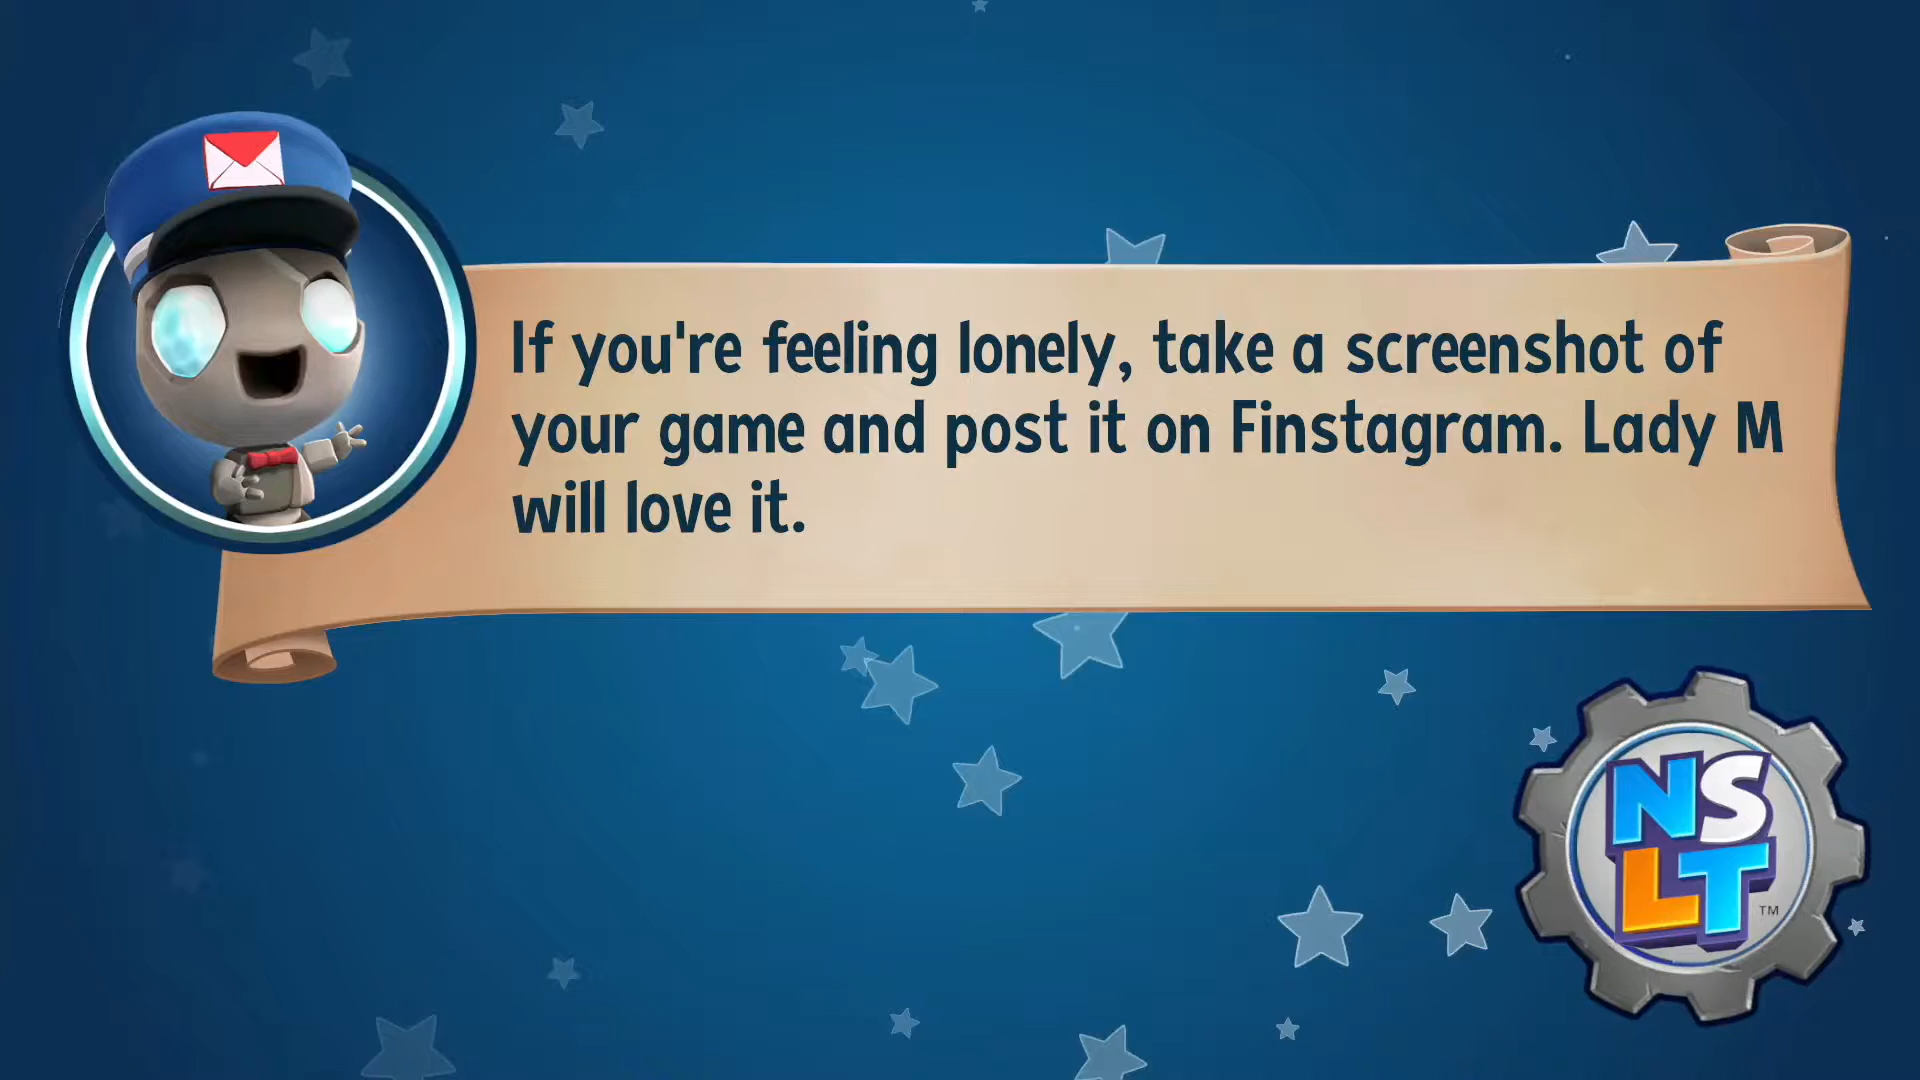 If you're feeling lonely, take a screenshot of
your game and post it on Finstagram. Lady M
will love it.
NS
LT
TM